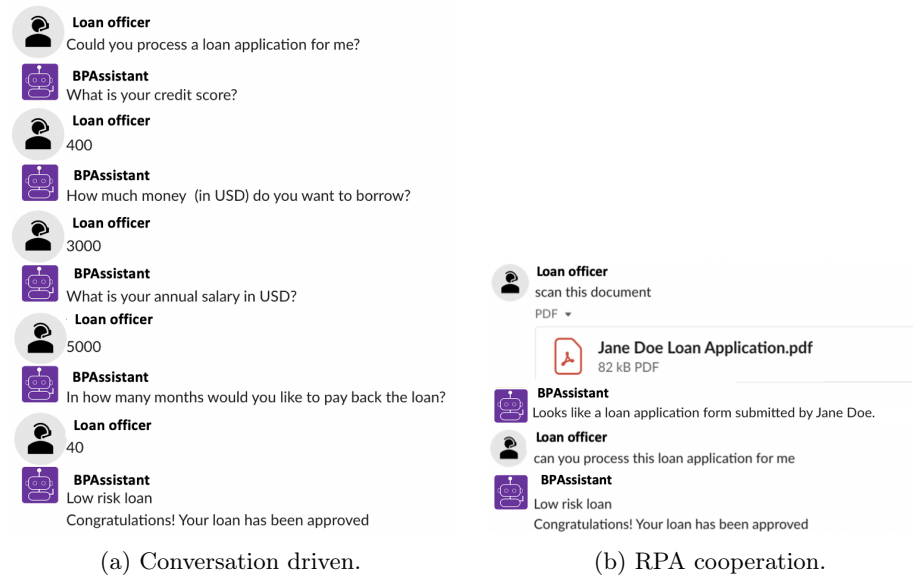 Loan officer
Could you process a loan application for me?
BPAssistant
What is your credit score?
Loan officer
400
BPAssistant
How much money (in USD) do you want to borrow?
Loan officer
3000
BPAssistant
What is your annual salary in USD?
Loan officer
5000
BPAssistant
In how many months would you like to pay back the loan?
Loan officer
40
BPAssistant
Low risk loan
Congratulations! Your loan has been approved
(a) Conversation driven.
Loan officer
scan this document
PDF
Jane Doe Loan Application.pdf
82 kB PDF
BPAssistant
Looks like a loan application form submitted by Jane Doe.
Loan officer
can you process this loan application for me
BPAssistant
Low risk loan
Congratulations! Your loan has been approved
(b) RPA cooperation.